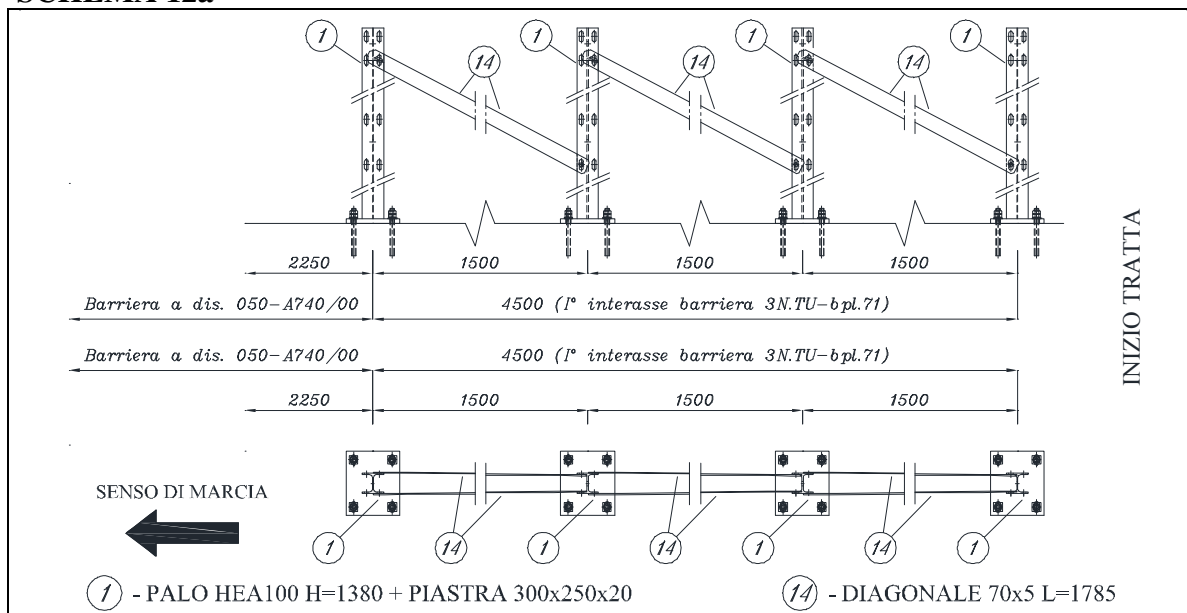 1 14 1 14 1 14 1
2250 1500 1500 1500
Barriera a dis. 050-A740/00 4500 (I° interasse barriera 3N.TU-bpl.71)
Barriera a dis. 050-A740/00 4500 (I° interasse barriera 3N.TU-bpl.71)
2250 1500 1500 1500
INIZIO TRATTA
SENSO DI MARCIA
1 14 1 14 1 14 1
1 - PALO HEA100 H=1380 + PIASTRA 300x250x20
14 - DIAGONALE 70x5 L=1785